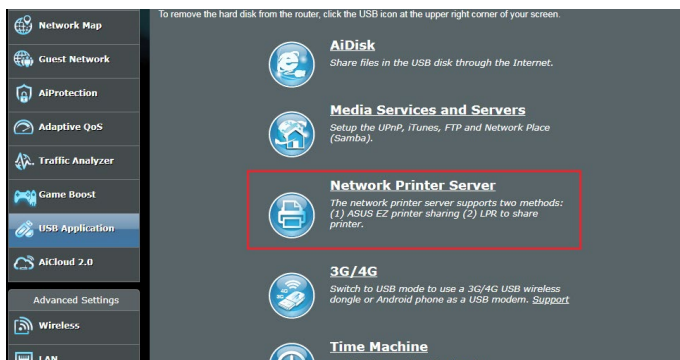 To remove the hard disk from the router, click the USB icon at the upper right corner of your screen.
Network Map
Guest Network
AiProtection
Adaptive QoS
Traffic Analyzer
Game Boost
USB Application
AiCloud 2.0
Advanced Settings
Wireless
LAN
AiDisk
Share files in the USB disk through the Internet.
Media Services and Servers
Setup the UPnP, iTunes, FTP and Network Place
(Samba).
Network Printer Server
The network printer server supports two methods:
(1) ASUS EZ printer sharing (2) LPR to share
printer.
3G/4G
Switch to USB mode to use a 3G/4G USB wireless
dongle or Android phone as a USB modem. Support
Time Machine